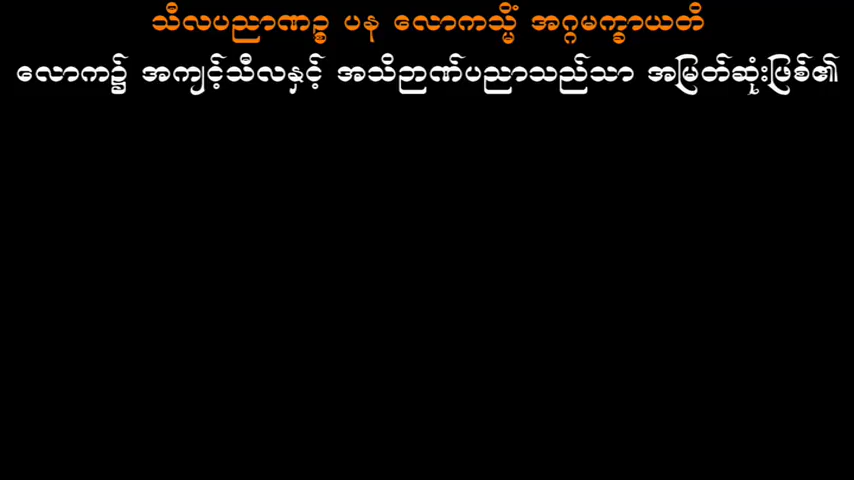 သီလပညာဏဉ္စ ပန လောကသ္မိံ အဂ္ဂမက္ခာယတိ
လောက၌ အကျင့်သီလနှင့် အသိဉာဏ်ပညာသည်သာ အမြတ်ဆုံးဖြစ်၏